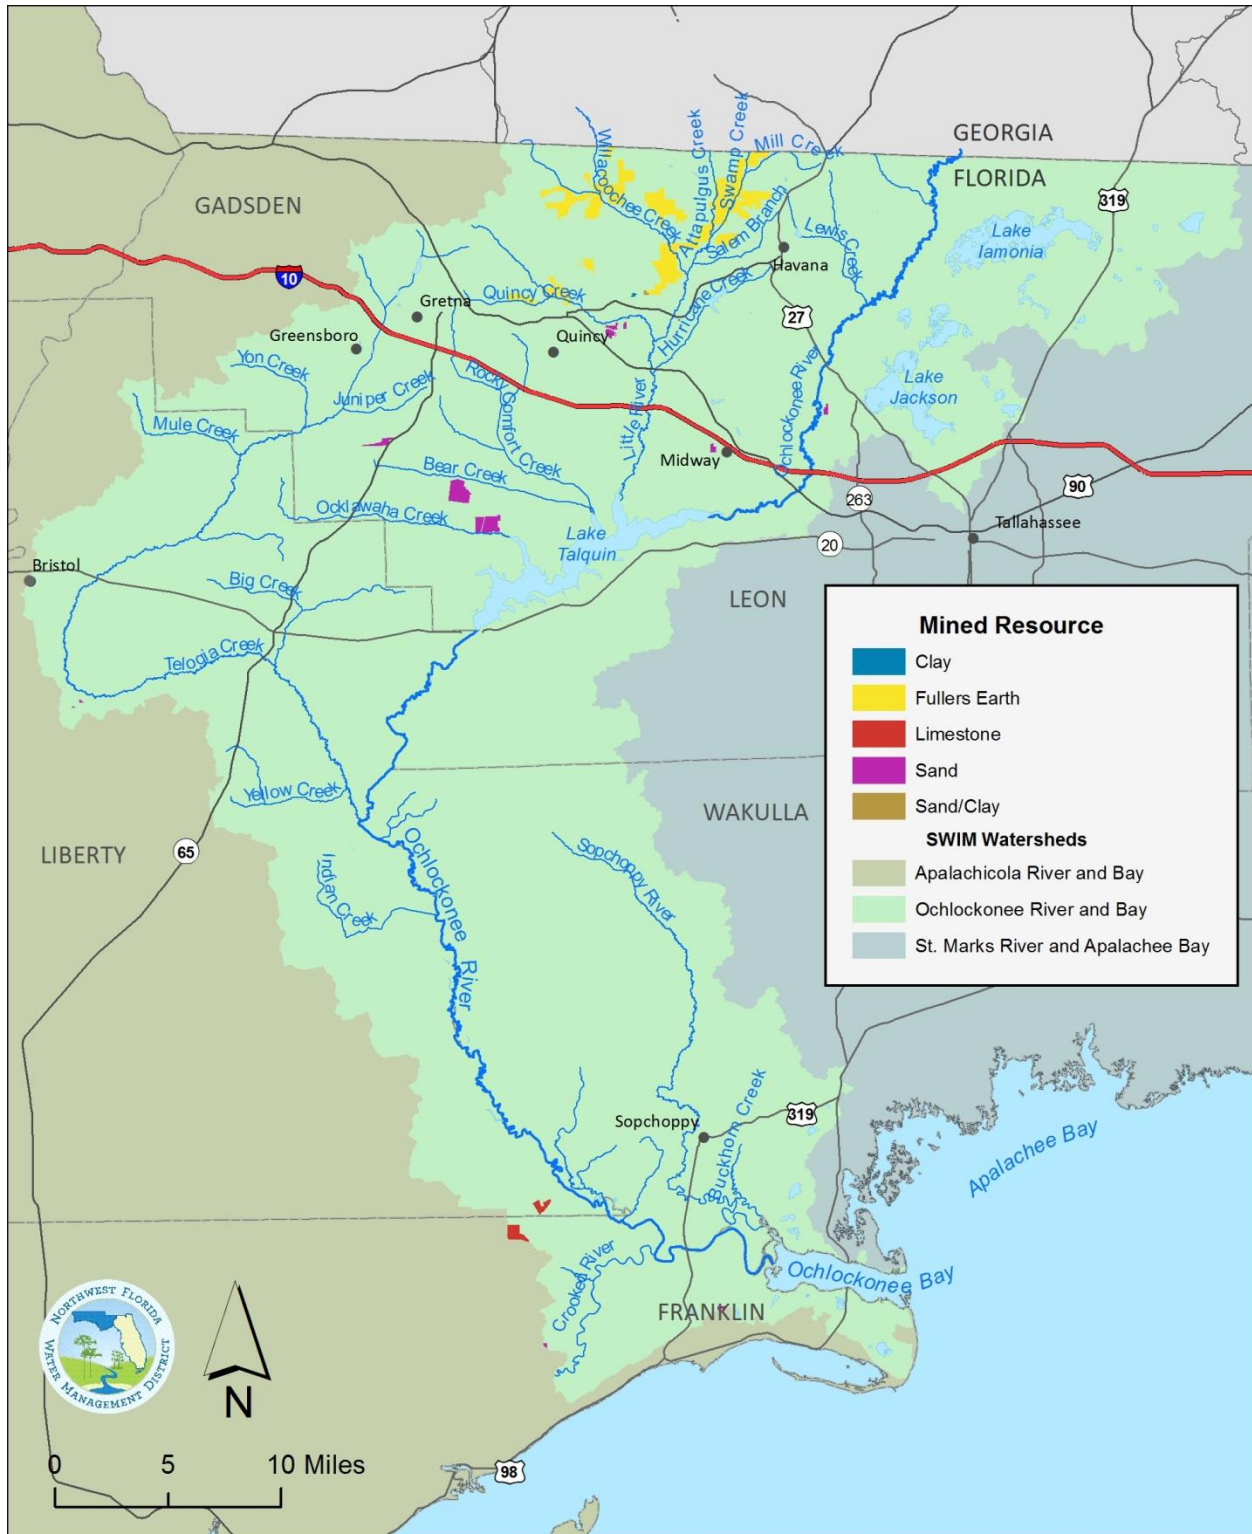 GEORGIA
FLORIDA
GADSDEN
319
10
Willacoochee Creek
Attapulgus Creek
Swamp Creek
Mill Creek
Salem Branch
Lewis Creek
Havana
Lake
Iamonia
Quincy Creek
Gretna
Greensboro
Quincy
Hurricane Creek
27
Ochlockonee River
Lake
Jackson
Yon Creek
Juniper Creek
Rocky Comfort Creek
Little River
Mule Creek
Midway
Bear Creek
Ocklawaha Creek
Lake
Talquin
263
90
20
Tallahassee
Bristol
Big Creek
LEON
Telogia Creek
Mined Resource
Clay
Fullers Earth
Limestone
Sand
Sand/Clay
SWIM Watersheds
Apalachicola River and Bay
Ochlockonee River and Bay
St. Marks River and Apalachee Bay
Yellow Creek
WAKULLA
LIBERTY
65
Indian Creek
Ochlockonee River
Sopchoppy River
Sopchoppy
319
Buckhorn Creek
Apalachee Bay
Crooked River
Ochlockonee Bay
FRANKLIN
NORTHWEST FLORIDA
WATER MANAGEMENT DISTRICT
N
0 5 10 Miles
98